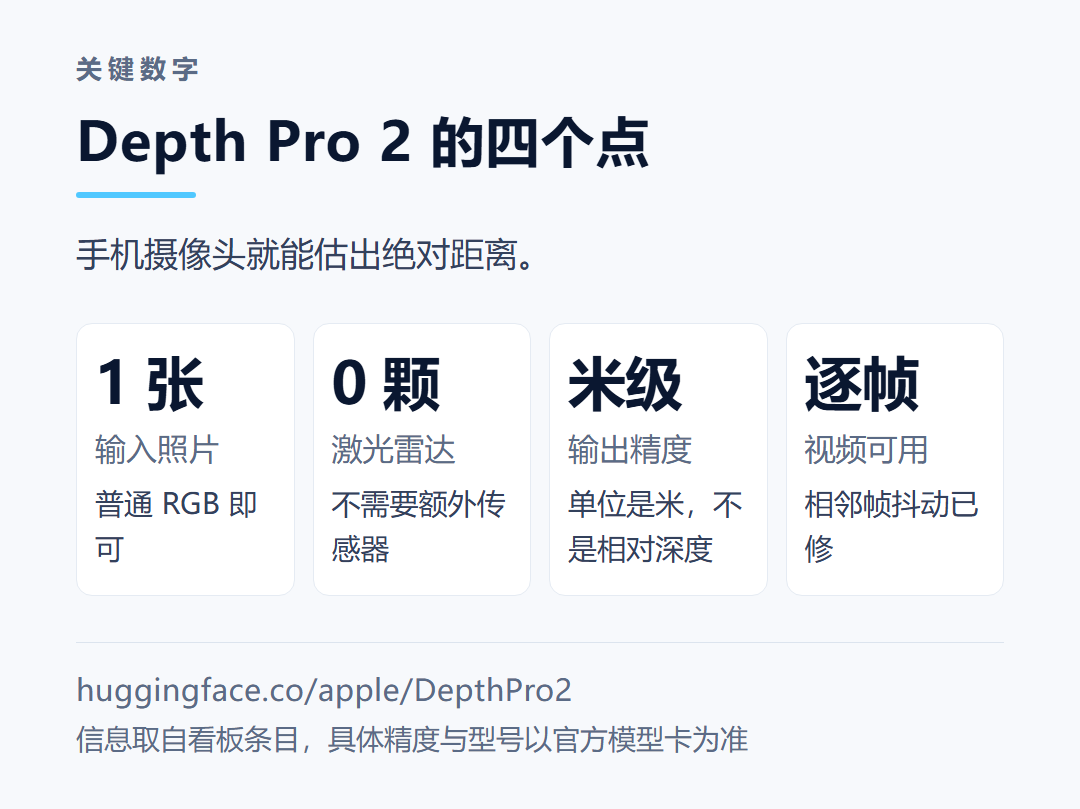 关键数字
Depth Pro 2 的四个点
手机摄像头就能估出绝对距离。
1 张
输入照片
普通 RGB 即
可
0 颗
激光雷达
不需要额外传
感器
米级
输出精度
单位是米，不
是相对深度
逐帧
视频可用
相邻帧抖动已
修
huggingface.co/apple/DepthPro2
信息取自看板条目，具体精度与型号以官方模型卡为准